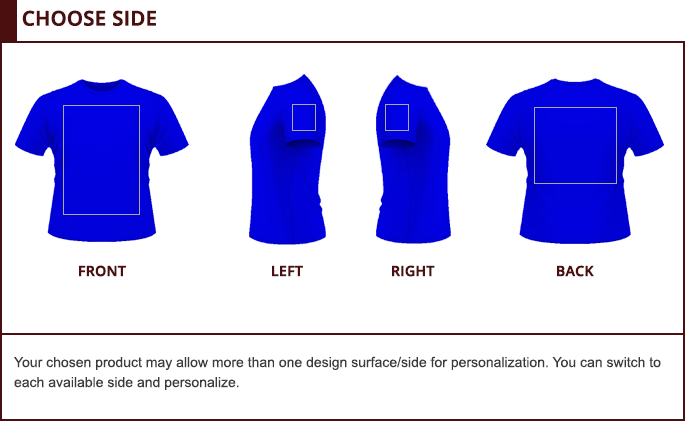 CHOOSE SIDE
FRONT LEFT RIGHT BACK
Your chosen product may allow more than one design surface/side for personalization. You can switch to
each available side and personalize.